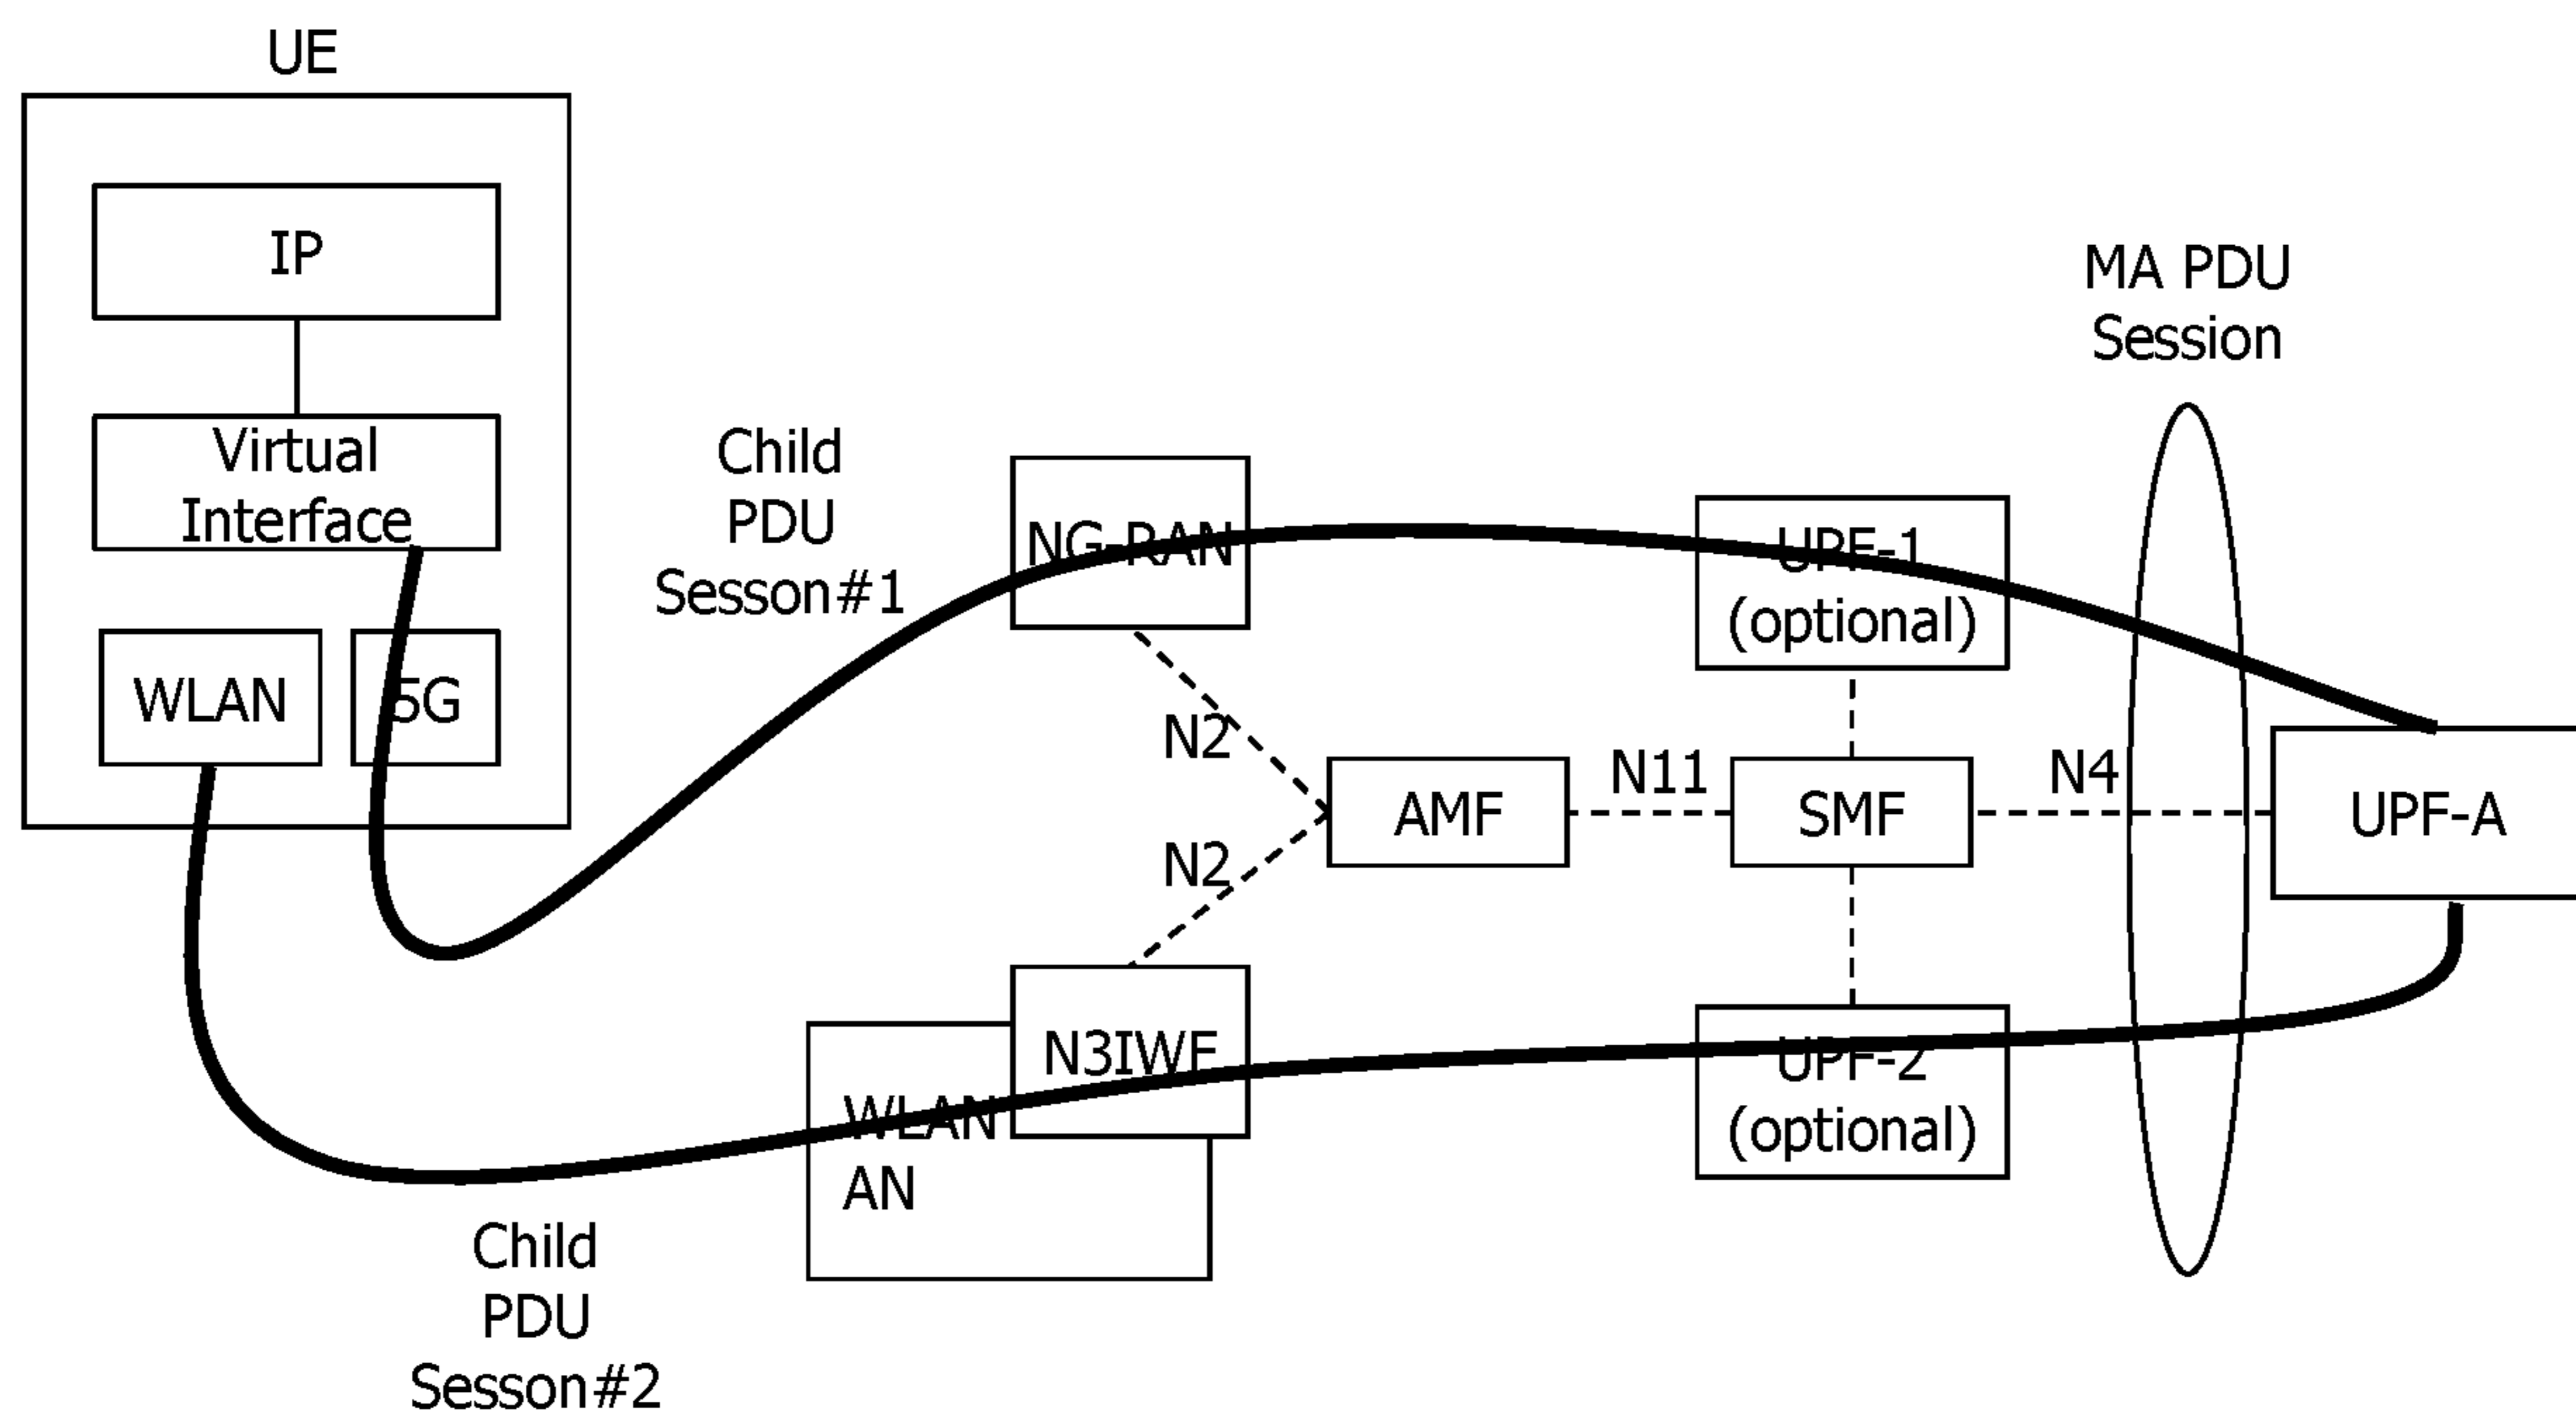 UE
IP
Virtual
Interface
WLAN
5G
Child
PDU
Sesson#1
NG-RAN
UPF-1
(optional)
MA PDU
Session
N2
N2
AMF
N11
SMF
N4
UPF-A
N3IWF
WLAN
AN
UPF-2
(optional)
Child
PDU
Sesson#2